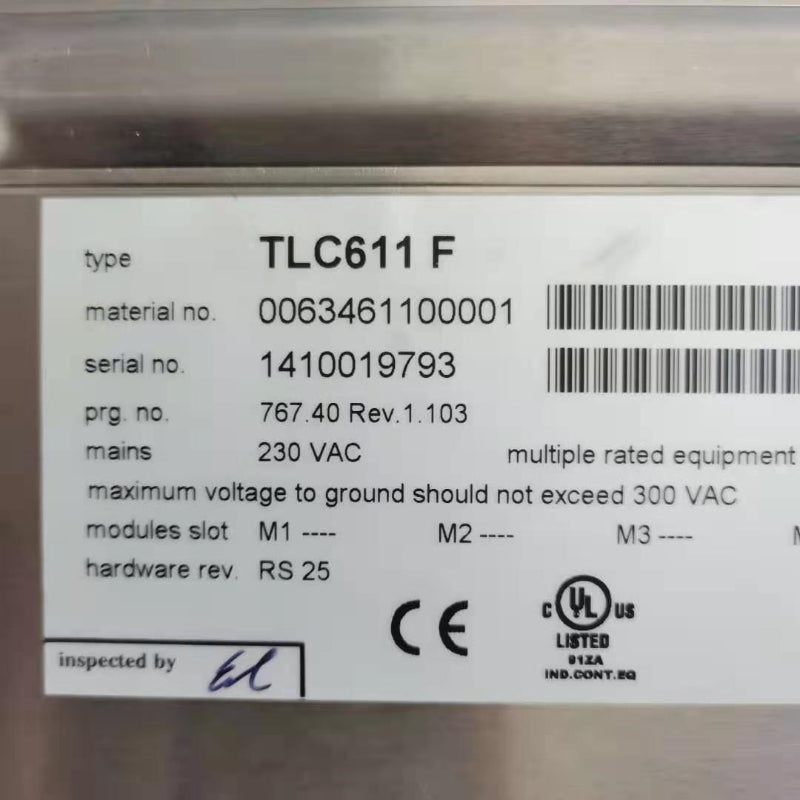 type TLC611 F
material no. 0063461100001
serial no. 1410019793
prg. no. 767.40 Rev.1.103
mains 230 VAC multiple rated equipment
maximum voltage to ground should not exceed 300 VAC
modules slot M1 ---- M2 ---- M3 ----
hardware rev. RS 25
CE
C UL US
LISTED
91ZA
IND.CONT.EQ
inspected by